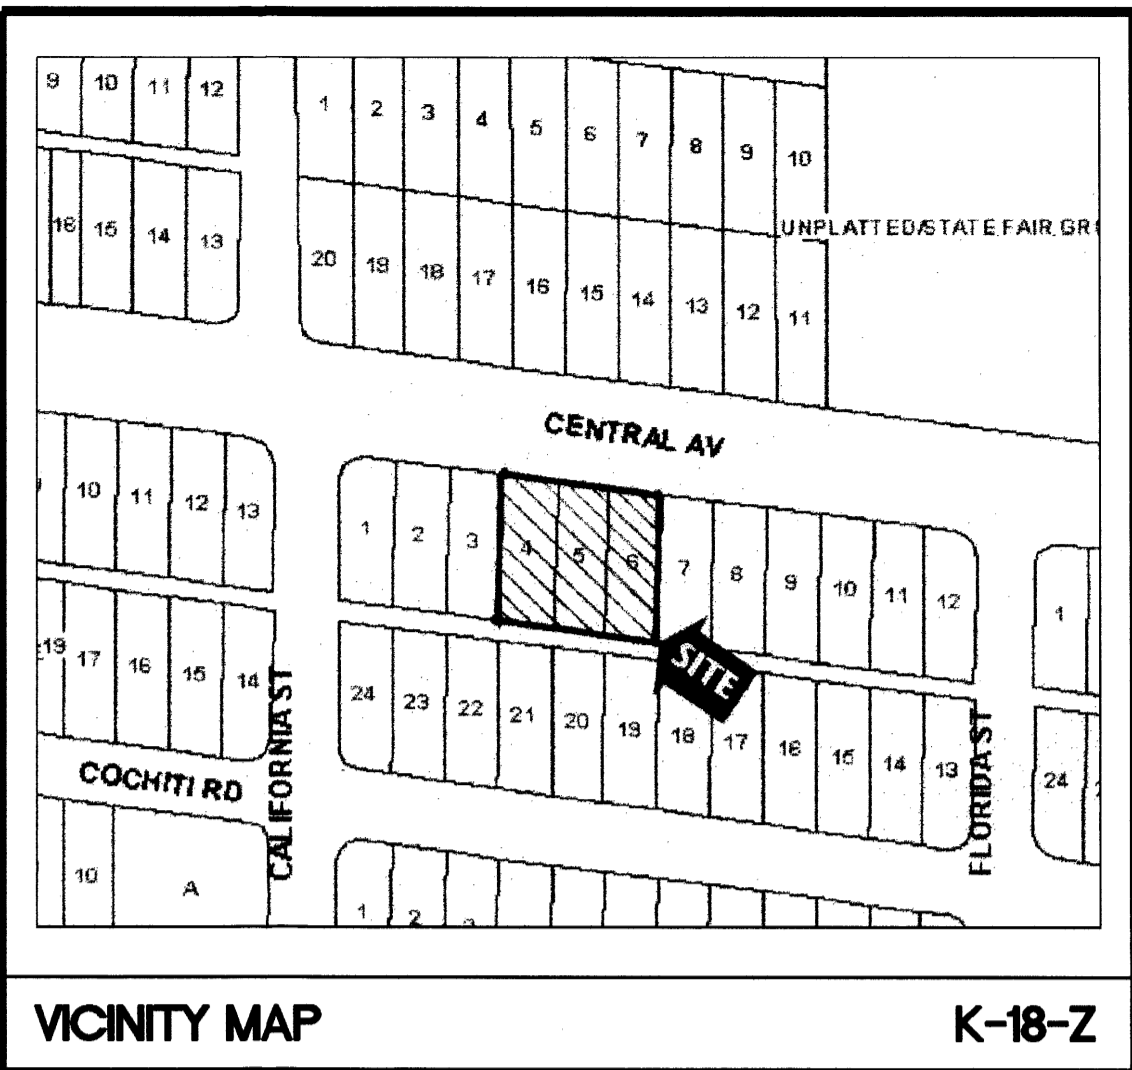 9 10 11 12
1 2 3 4 5 6 7 8 9 10
16 15 14 13
UNPLATTED/STATE FAIR GR
20 19 18 17 16 15 14 13 12 11
CENTRAL AV
10 11 12 13
1 2 3 4 5 6 7 8 9 10 11 12
1
19 17 16 15 14
SITE
24 23 22 21 20 19 18 17 16 15 14 13
24
CALIFORNIA ST
FLORIDA ST
COCHITI RD
10 A
1 2
VICINITY MAP
K-18-Z